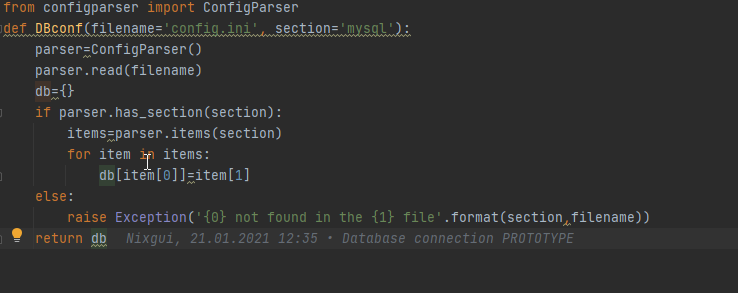 from configparser import ConfigParser
def DBconf(filename='config.ini', section='mysql'):
    parser=ConfigParser()
    parser.read(filename)
    db={}
    if parser.has_section(section):
        items=parser.items(section)
        for item in items:
            db[item[0]]=item[1]
    else:
        raise Exception('{0} not found in the {1} file'.format(section,filename))
    return db   Nixgui, 21.01.2021 12:35 • Database connection PROTOTYPE